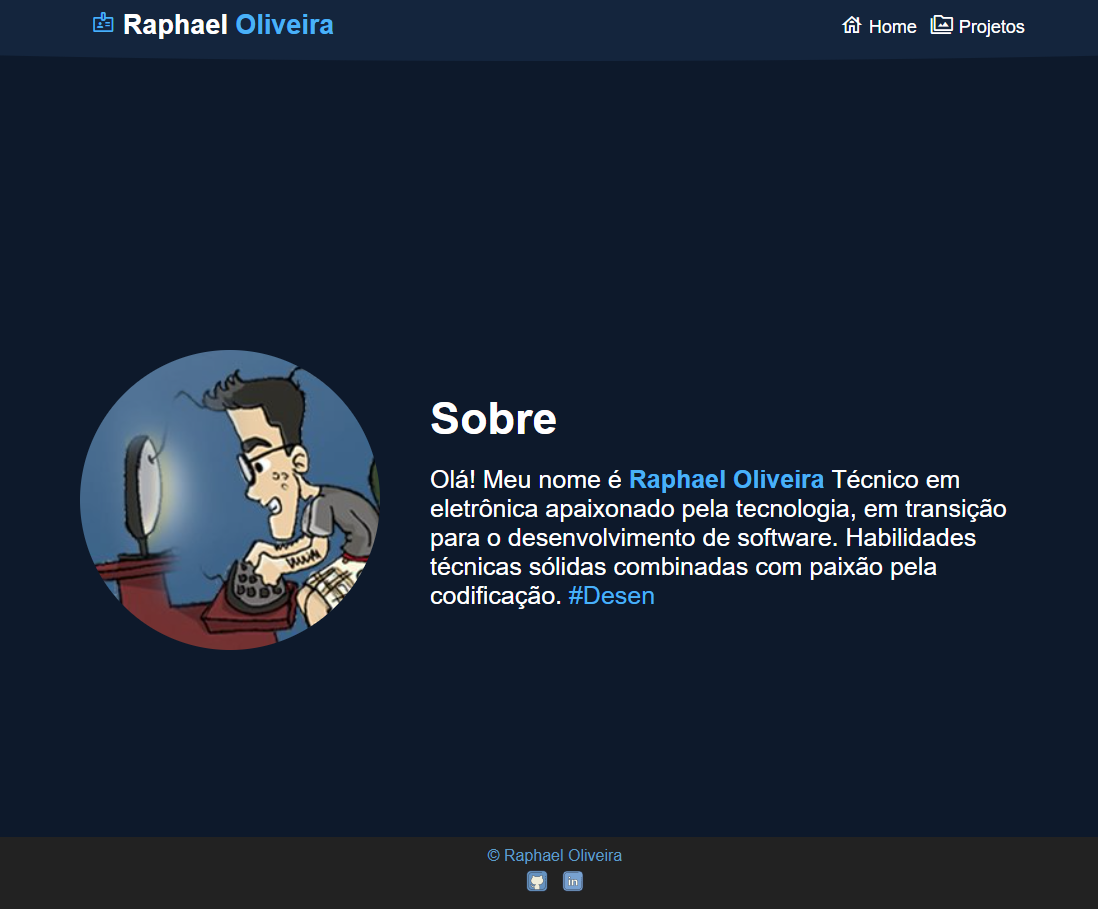 Raphael Oliveira
Home
Projetos
Sobre
Olá! Meu nome é Raphael Oliveira Técnico em
eletrônica apaixonado pela tecnologia, em transição
para o desenvolvimento de software. Habilidades
técnicas sólidas combinadas com paixão pela
codificação. #Desen
© Raphael Oliveira
in